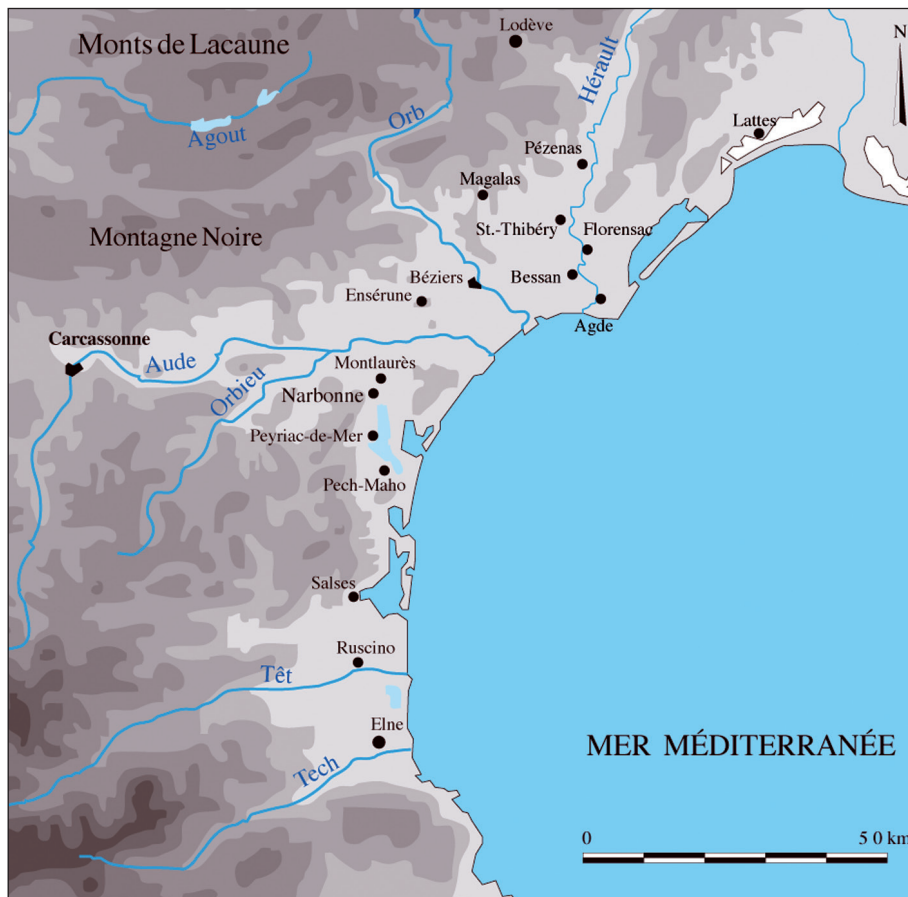 Lodève
N
Monts de Lacaune
Hérault
Lattes
Orb
Agout
Pézenas
Magalas
St.-Thibéry
Florensac
Montagne Noire
Béziers
Bessan
Ensérune
Agde
Carcassonne
Aude
Montlaurès
Orbieu
Narbonne
Peyriac-de-Mer
Pech-Maho
Salses
Ruscino
Têt
Elne
MER MÉDITERRANÉE
Tech
0 50 km